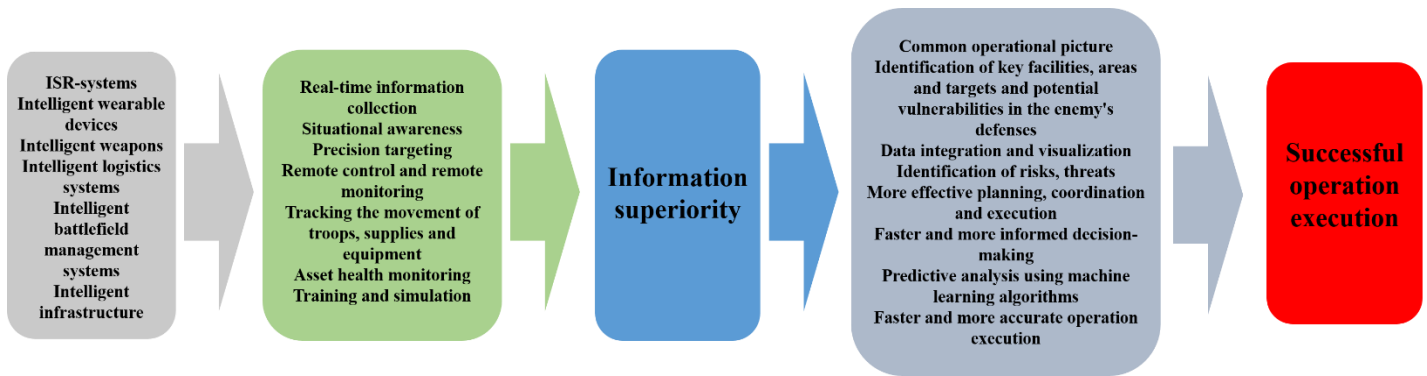 ISR-systems
Intelligent wearable
devices
Intelligent weapons
Intelligent logistics
systems
Intelligent
battlefield
management
systems
Intelligent
infrastructure
Real-time information
collection
Situational awareness
Precision targeting
Remote control and remote
monitoring
Tracking the movement of
troops, supplies and
equipment
Asset health monitoring
Training and simulation
Information
superiority
Common operational picture
Identification of key facilities, areas
and targets and potential
vulnerabilities in the enemy's
defenses
Data integration and visualization
Identification of risks, threats
More effective planning, coordination
and execution
Faster and more informed decision-
making
Predictive analysis using machine
learning algorithms
Faster and more accurate operation
execution
Successful
operation
execution